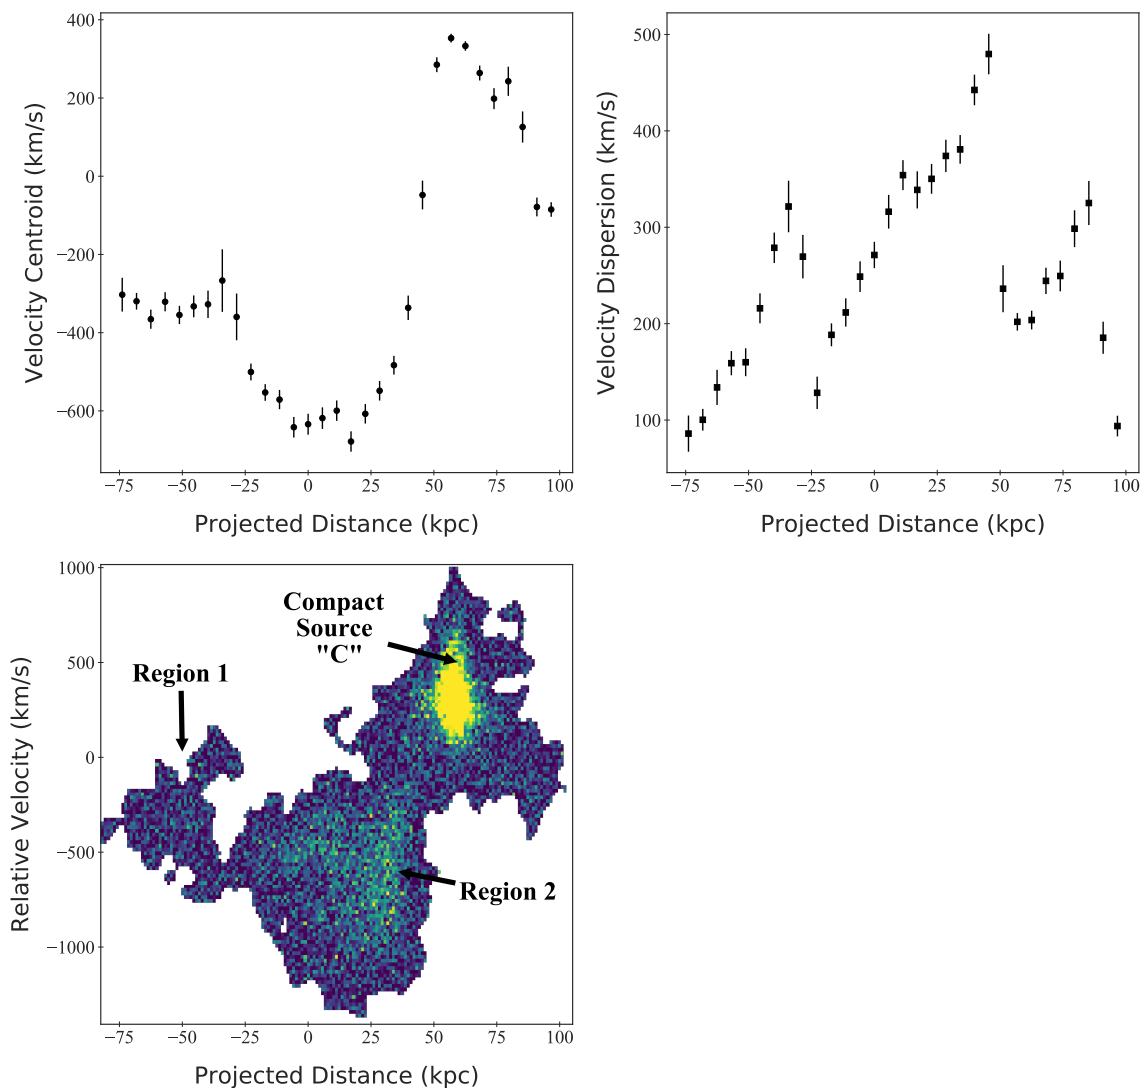 400
200
0
−200
−400
−600
Velocity Centroid (km/s)
−75 −50 −25 0 25 50 75 100
Projected Distance (kpc)
500
400
300
200
100
Velocity Dispersion (km/s)
−75 −50 −25 0 25 50 75 100
Projected Distance (kpc)
1000
500
0
−500
−1000
Relative Velocity (km/s)
Compact
Source
"C"
Region 1
Region 2
−75 −50 −25 0 25 50 75 100
Projected Distance (kpc)